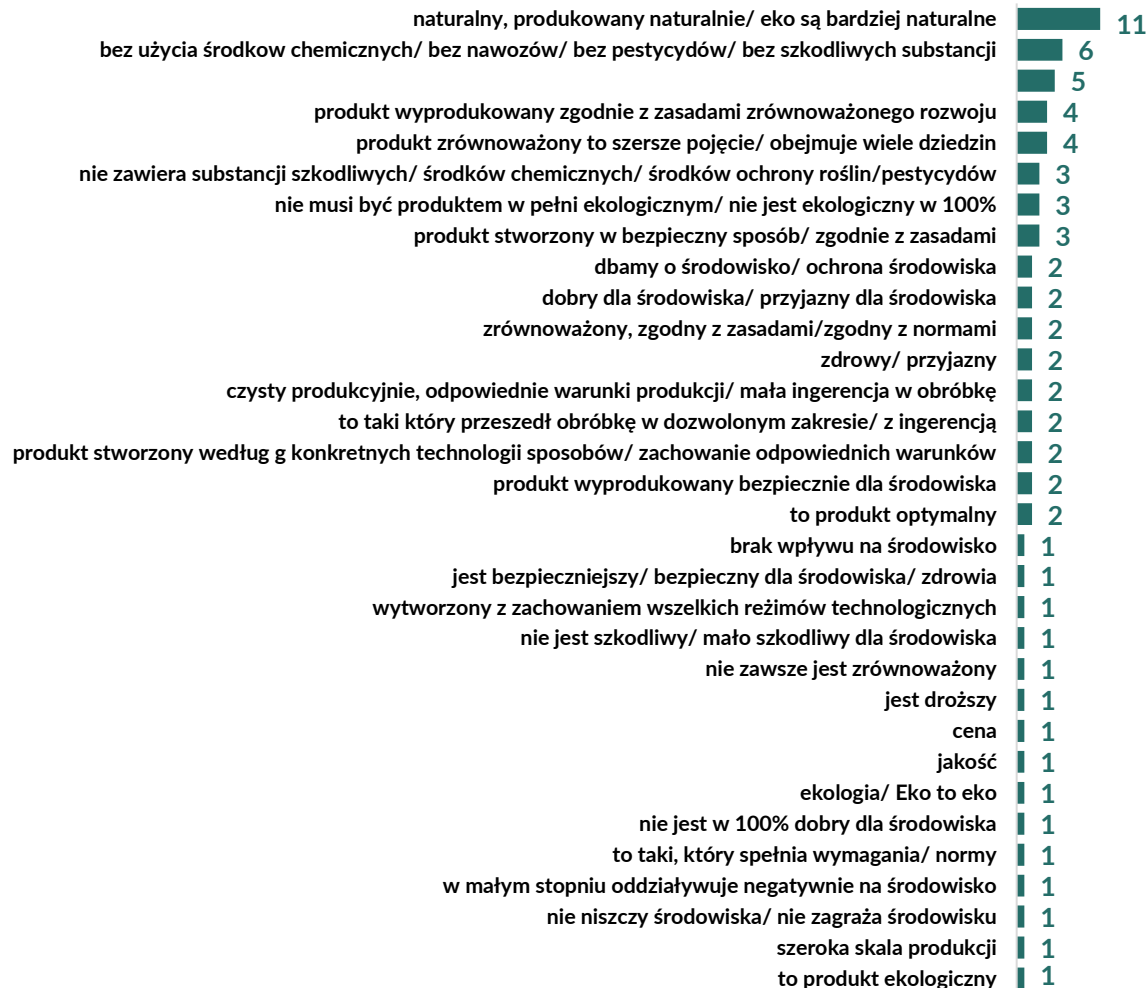 naturalny, produkowany naturalnie/ eko są bardziej naturalne 11
bez użycia środkow chemicznych/ bez nawozów/ bez pestycydów/ bez szkodliwych substancji 6
5
produkt wyprodukowany zgodnie z zasadami zrównoważonego rozwoju 4
produkt zrównoważony to szersze pojęcie/ obejmuje wiele dziedzin 4
nie zawiera substancji szkodliwych/ środków chemicznych/ środków ochrony roślin/pestycydów 3
nie musi być produktem w pełni ekologicznym/ nie jest ekologiczny w 100% 3
produkt stworzony w bezpieczny sposób/ zgodnie z zasadami 3
dbamy o środowisko/ ochrona środowiska 2
dobry dla środowiska/ przyjazny dla środowiska 2
zrównoważony, zgodny z zasadami/zgodny z normami 2
zdrowy/ przyjazny 2
czysty produkcyjnie, odpowiednie warunki produkcji/ mała ingerencja w obróbkę 2
to taki który przeszedł obróbkę w dozwolonym zakresie/ z ingerencją 2
produkt stworzony według g konkretnych technologii sposobów/ zachowanie odpowiednich warunków 2
produkt wyprodukowany bezpiecznie dla środowiska 2
to produkt optymalny 2
brak wpływu na środowisko 1
jest bezpieczniejszy/ bezpieczny dla środowiska/ zdrowia 1
wytworzony z zachowaniem wszelkich reżimów technologicznych 1
nie jest szkodliwy/ mało szkodliwy dla środowiska 1
nie zawsze jest zrównoważony 1
jest droższy 1
cena 1
jakość 1
ekologia/ Eko to eko 1
nie jest w 100% dobry dla środowiska 1
to taki, który spełnia wymagania/ normy 1
w małym stopniu oddziaływuje negatywnie na środowisko 1
nie niszczy środowiska/ nie zagraża środowisku 1
szeroka skala produkcji 1
to produkt ekologiczny 1